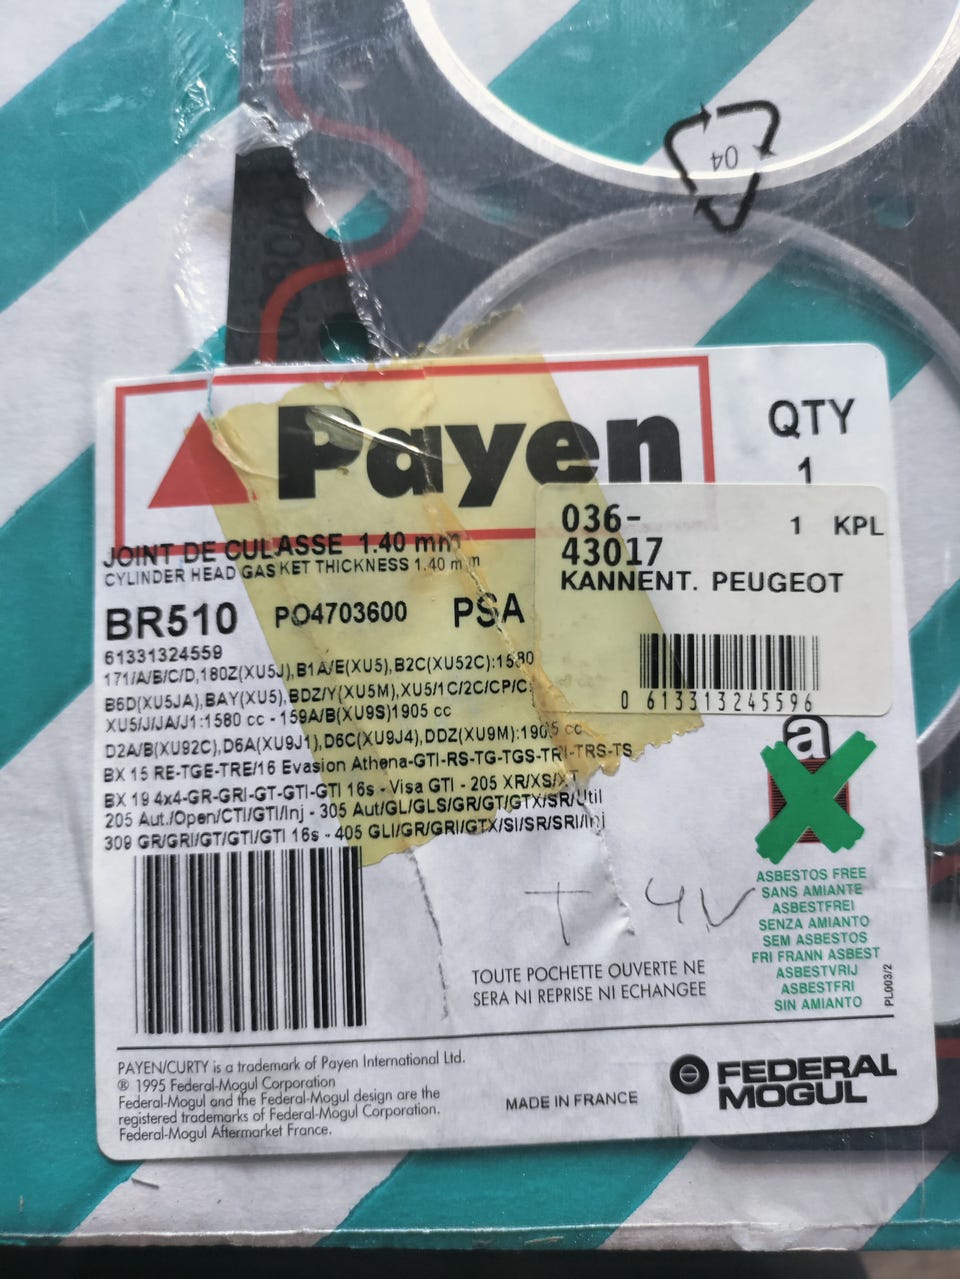 04
Payen
QTY
1
036-
43017
1 KPL
KANNENT. PEUGEOT
0 613313245596
JOINT DE CULASSE 1.40 mm
CYLINDER HEAD GASKET THICKNESS 1.40 mm
BR510 PO4703600 PSA
61331324559
171/A/B/C/D,180Z(XU5J),B1A/E(XU5),B2C(XU52C):1580
B6D(XU5JA),BAY(XU5),BDZ/Y(XU5M),XU5/1C/2C/CP/C
XU5/J/JA/J1:1580 cc - 159A/B(XU9S)1905 cc
D2A/B(XU92C),D6A(XU9J1),D6C(XU9J4),DDZ(XU9M):1905 cc
BX 15 RE-TGE-TRE/16 Evasion Athena-GTI-RS-TG-TGS-TRI-TRS-TS
BX 19 4x4-GR-GRI-GT-GTI-GTI 16s - Visa GTI - 205 XR/XS/XT
205 Aut./Open/CTI/GTI/Inj - 305 Aut/GL/GLS/GR/GT/GTX/SR/Util
309 GR/GRI/GT/GTI/GTI 16s - 405 GLI/GR/GRI/GTX/SI/SR/SRI/Inj
a
ASBESTOS FREE
SANS AMIANTE
ASBESTFREI
SENZA AMIANTO
SEM ASBESTOS
FRI FRANN ASBEST
ASBESTVRIJ
ASBESTFRI
SIN AMIANTO
PL003/2
T 4V
TOUTE POCHETTE OUVERTE NE
SERA NI REPRISE NI ECHANGEE
PAYEN/CURTY is a trademark of Payen International Ltd.
® 1995 Federal-Mogul Corporation
Federal-Mogul and the Federal-Mogul design are the
registered trademarks of Federal-Mogul Corporation.
Federal-Mogul Aftermarket France.
MADE IN FRANCE
FEDERAL
MOGUL